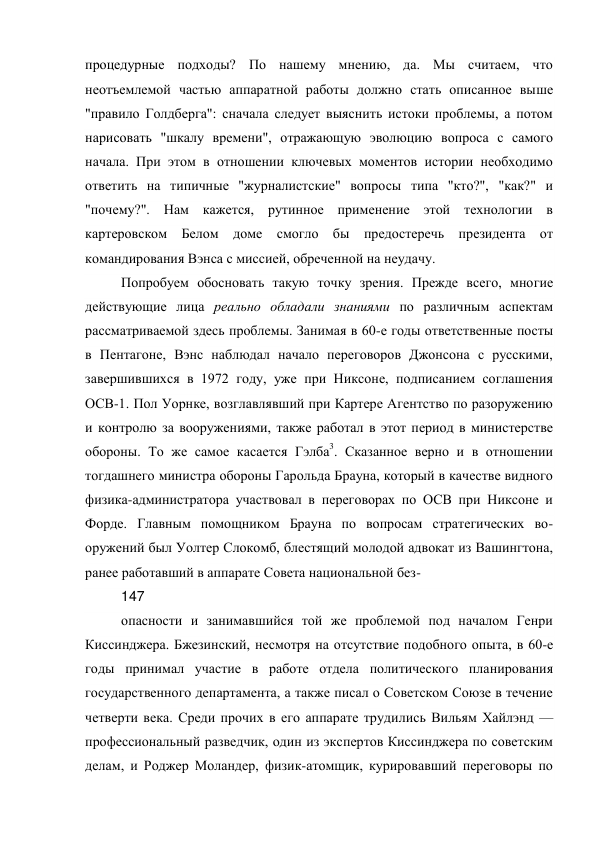 процедурные подходы? По нашему мнению, да. Мы считаем, что
неотъемлемой частью аппаратной работы должно стать описанное выше
"правило Голдберга": сначала следует выяснить истоки проблемы, а потом
нарисовать "шкалу времени", отражающую эволюцию вопроса с самого
начала. При этом в отношении ключевых моментов истории необходимо
ответить на типичные "журналистские" вопросы типа "кто?", "как?" и
"почему?". Нам кажется, рутинное применение этой технологии в
картеровском Белом доме смогло бы предостеречь президента от
командирования Вэнса с миссией, обреченной на неудачу.
Попробуем обосновать такую точку зрения. Прежде всего, многие
действующие лица реально обладали знаниями по различным аспектам
рассматриваемой здесь проблемы. Занимая в 60-е годы ответственные посты
в Пентагоне, Вэнс наблюдал начало переговоров Джонсона с русскими,
завершившихся в 1972 году, уже при Никсоне, подписанием соглашения
ОСВ-1. Пол Уорнке, возглавлявший при Картере Агентство по разоружению
и контролю за вооружениями, также работал в этот период в министерстве
обороны. То же самое касается Гэлба³. Сказанное верно и в отношении
тогдашнего министра обороны Гарольда Брауна, который в качестве видного
физика-администратора участвовал в переговорах по ОСВ при Никсоне и
Форде. Главным помощником Брауна по вопросам стратегических во-
оружений был Уолтер Слокомб, блестящий молодой адвокат из Вашингтона,
ранее работавший в аппарате Совета национальной без-
147
опасности и занимавшийся той же проблемой под началом Генри
Киссинджера. Бжезинский, несмотря на отсутствие подобного опыта, в 60-е
годы принимал участие в работе отдела политического планирования
государственного департамента, а также писал о Советском Союзе в течение
четверти века. Среди прочих в его аппарате трудились Вильям Хайлэнд —
профессиональный разведчик, один из экспертов Киссинджера по советским
делам, и Роджер Моландер, физик-атомщик, курировавший переговоры по